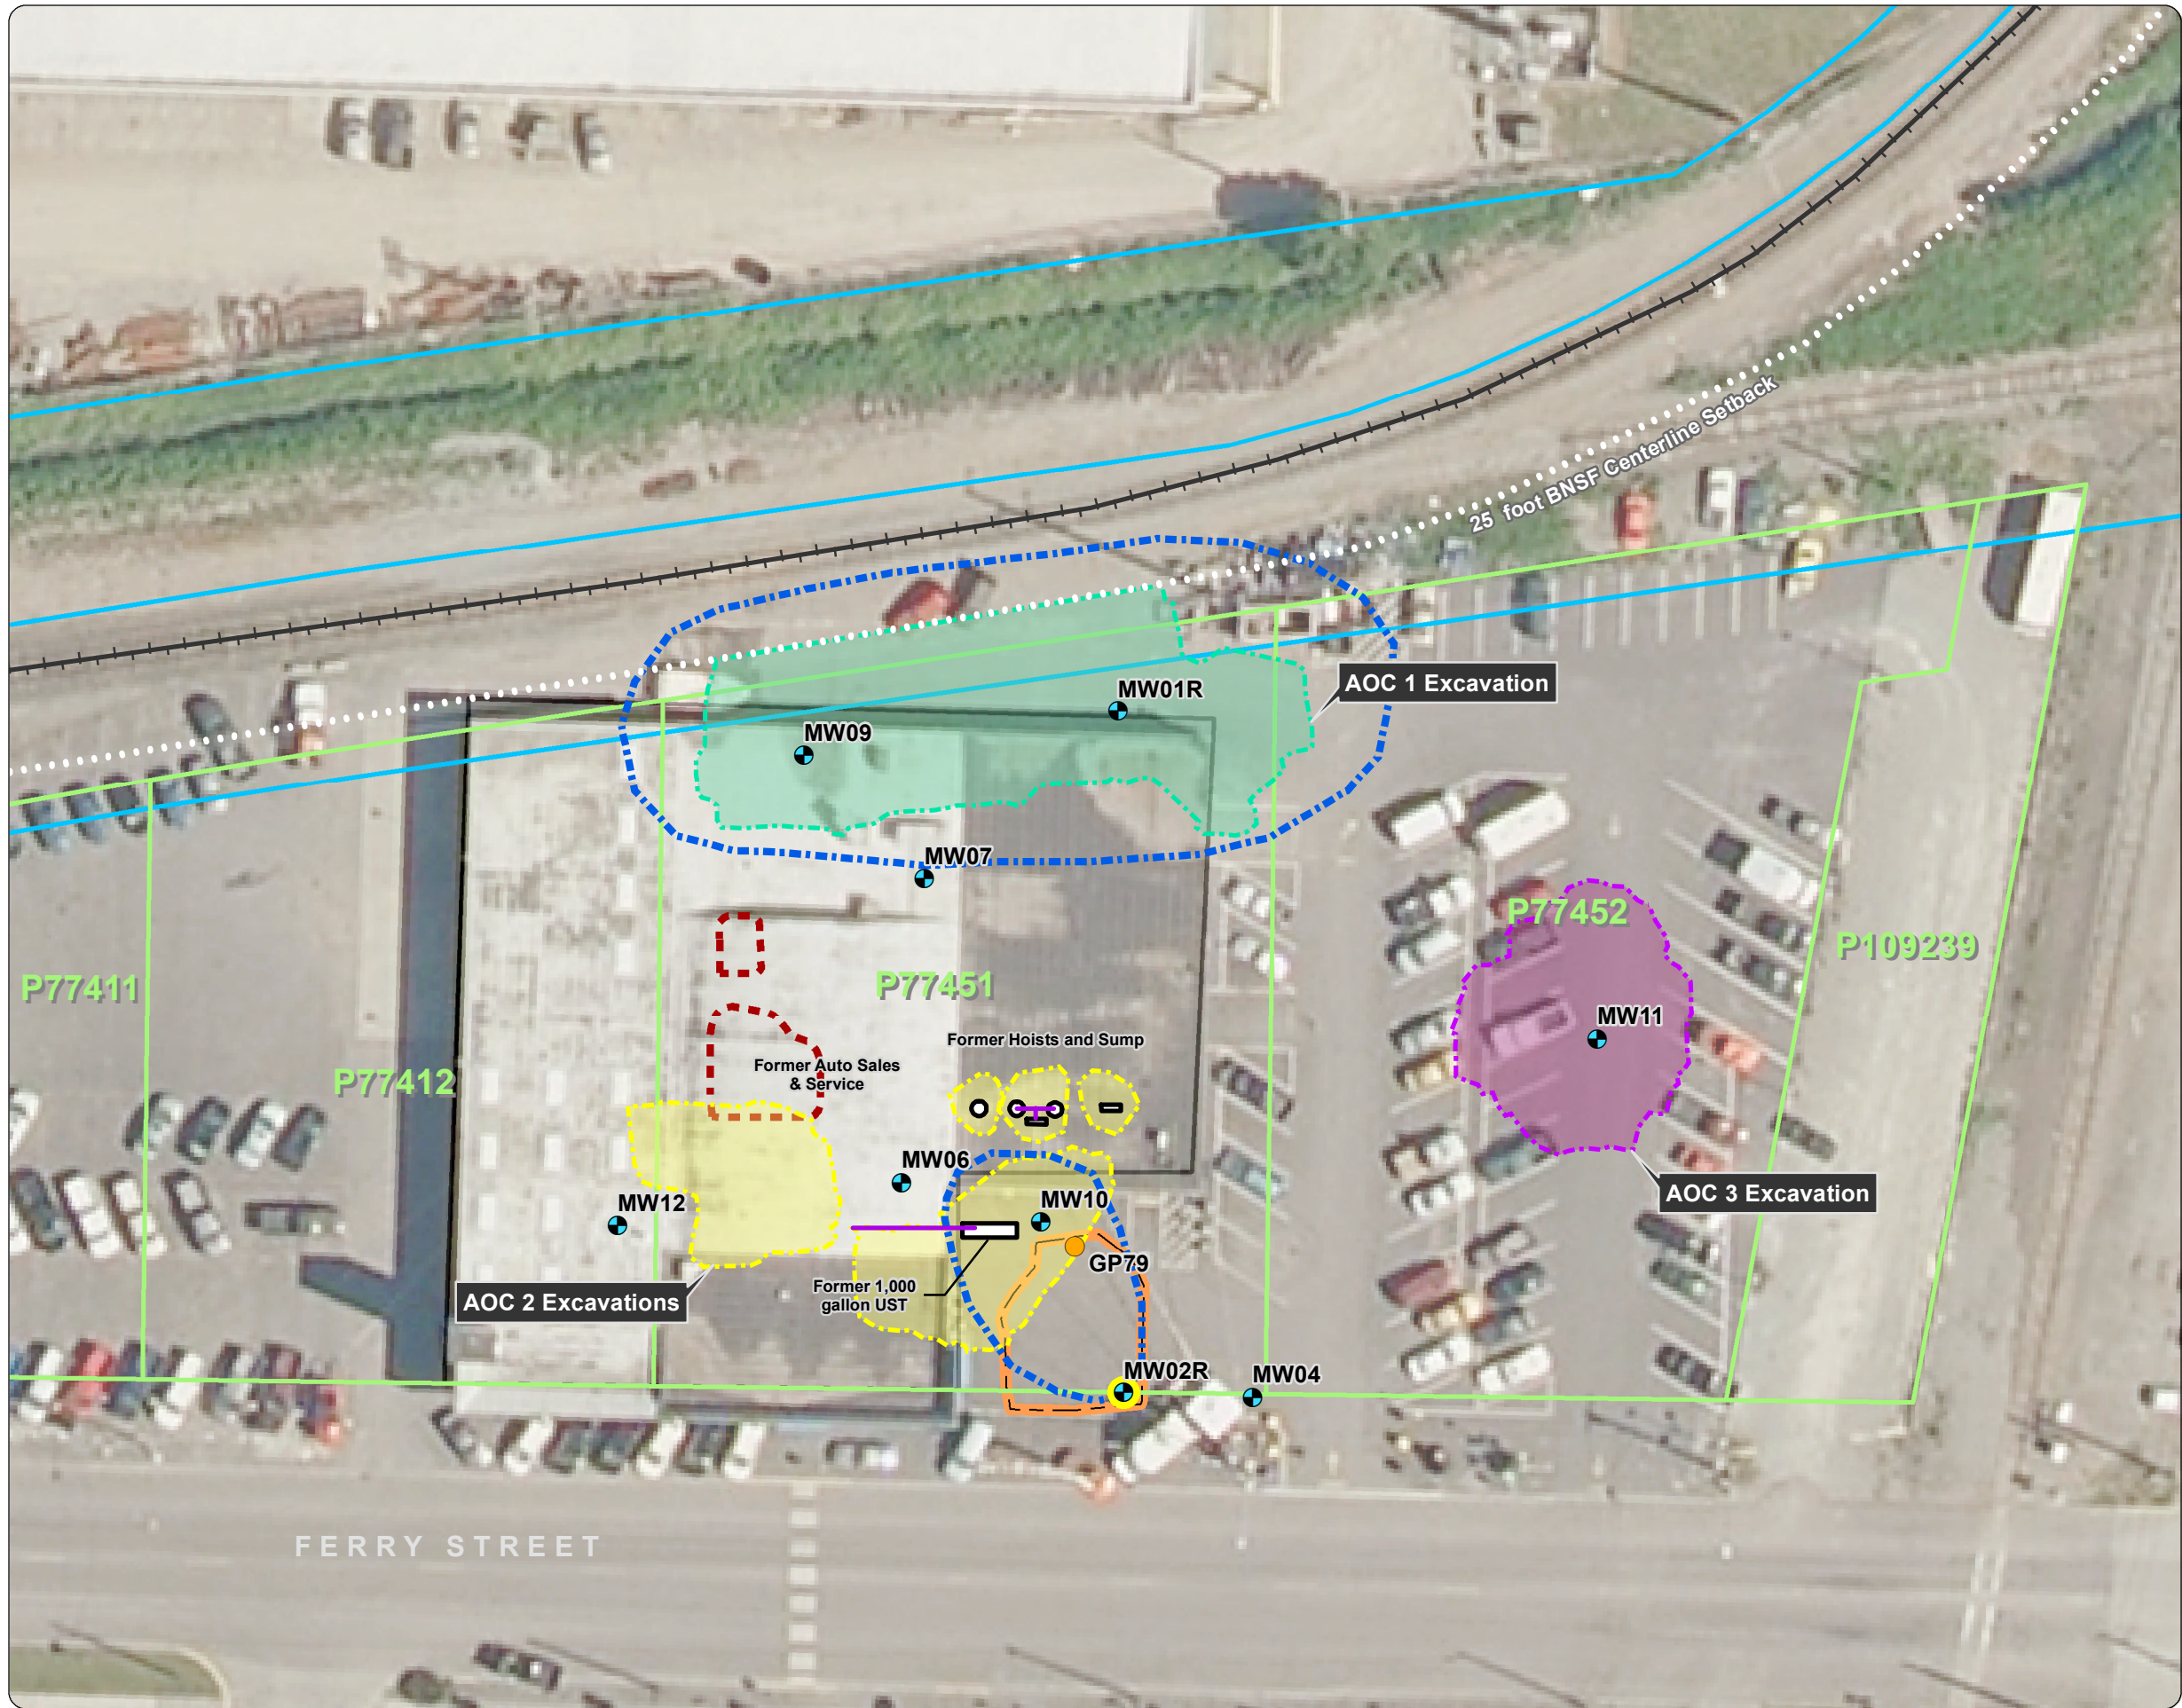 25 foot BNSF Centerline Setback
AOC 1 Excavation
MW01R
MW09
MW07
P77452
P109239
P77411
P77451
MW11
Former Hoists and Sump
P77412
Former Auto Sales
& Service
MW06
MW12
MW10
AOC 3 Excavation
GP79
Former 1,000
gallon UST
AOC 2 Excavations
MW02R
MW04
FERRY STREET